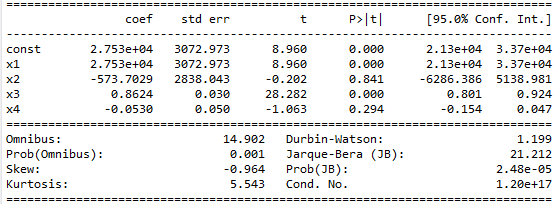 ==============================================================================
coef std err t P>|t| [95.0% Conf. Int.]
------------------------------------------------------------------------------
const 2.753e+04 3072.973 8.960 0.000 2.13e+04 3.37e+04
x1 2.753e+04 3072.973 8.960 0.000 2.13e+04 3.37e+04
x2 -573.7029 2838.043 -0.202 0.841 -6286.386 5138.981
x3 0.8624 0.030 28.282 0.000 0.801 0.924
x4 -0.0530 0.050 -1.063 0.294 -0.154 0.047
==============================================================================
Omnibus: 14.902 Durbin-Watson: 1.199
Prob(Omnibus): 0.001 Jarque-Bera (JB): 21.212
Skew: -0.964 Prob(JB): 2.48e-05
Kurtosis: 5.543 Cond. No. 1.20e+17
==============================================================================